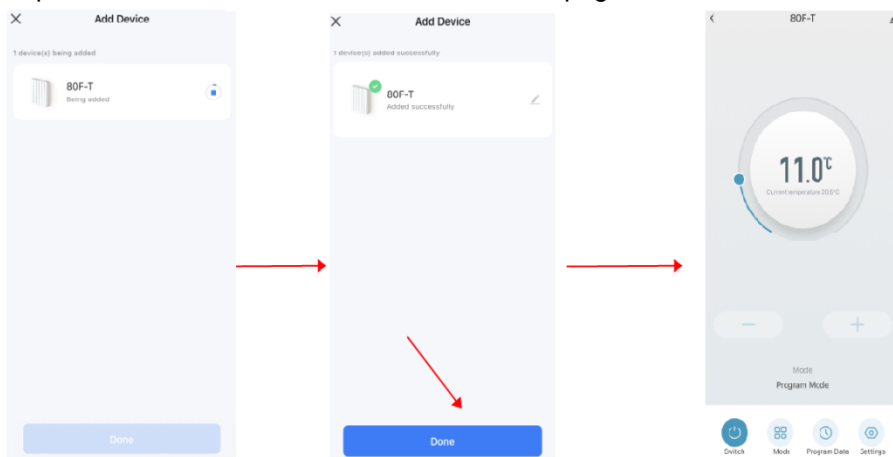 Add Device
1 device(s) being added
80F-T
Being added
Done
Add Device
1 device(s) added successfully
80F-T
Added successfully
Done
80F-T
11.0℃
Current temperature 20.5℃
Mode
Program Mode
Switch
Mode
Program Data
Settings